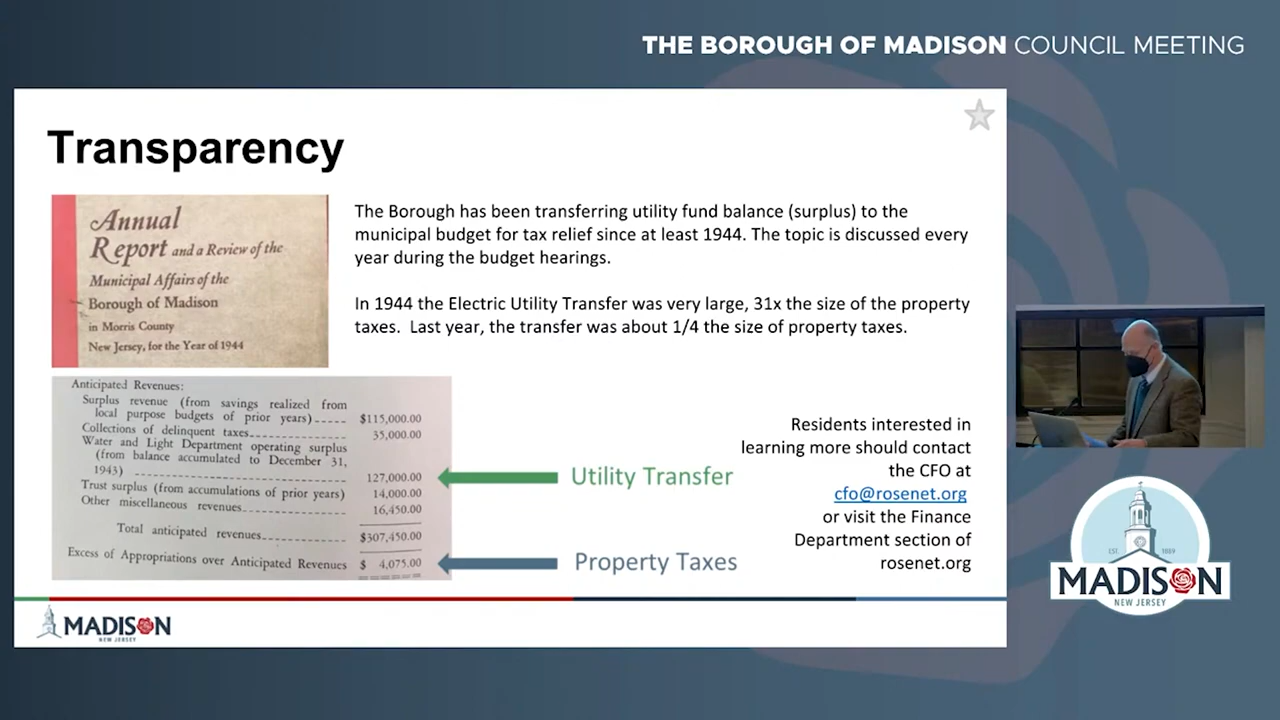 THE BOROUGH OF MADISON COUNCIL MEETING
Transparency
Annual
Report and a Review of the
Municipal Affairs of the
Borough of Madison
in Morris County
New Jersey, for the Year of 1944
The Borough has been transferring utility fund balance (surplus) to the
municipal budget for tax relief since at least 1944. The topic is discussed every
year during the budget hearings.
In 1944 the Electric Utility Transfer was very large, 31x the size of the property
taxes. Last year, the transfer was about 1/4 the size of property taxes.
Anticipated Revenues:
Surplus revenue (from savings realized from
local purpose budgets of prior years)----- $115,000.00
Collections of delinquent taxes-------------- 35,000.00
Water and Light Department operating surplus
(from balance accumulated to December 31,
1943) ----------------------------------- 127,000.00
Trust surplus (from accumulations of prior years) 14,000.00
Other miscellaneous revenues----------------- 16,450.00
Total anticipated revenues-------------- $307,450.00
Excess of Appropriations over Anticipated Revenues $ 4,075.00
Utility Transfer
Property Taxes
Residents interested in
learning more should contact
the CFO at
cfo@rosenet.org
or visit the Finance
Department section of
rosenet.org
MADISON
NEW JERSEY
EST. 1889
MADISON
NEW JERSEY